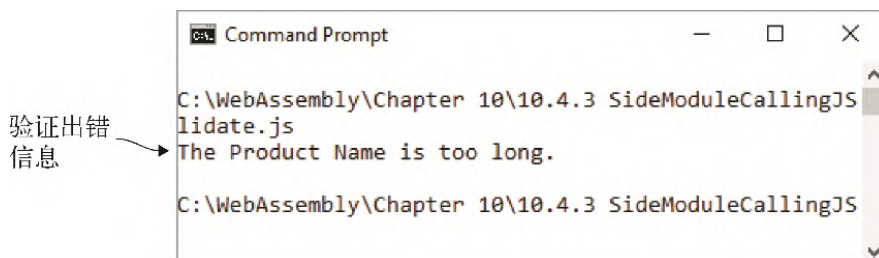 Command Prompt
C:\WebAssembly\Chapter 10\10.4.3 SideModuleCallingJS
lidate.js
The Product Name is too long.
C:\WebAssembly\Chapter 10\10.4.3 SideModuleCallingJS
验证出错
信息